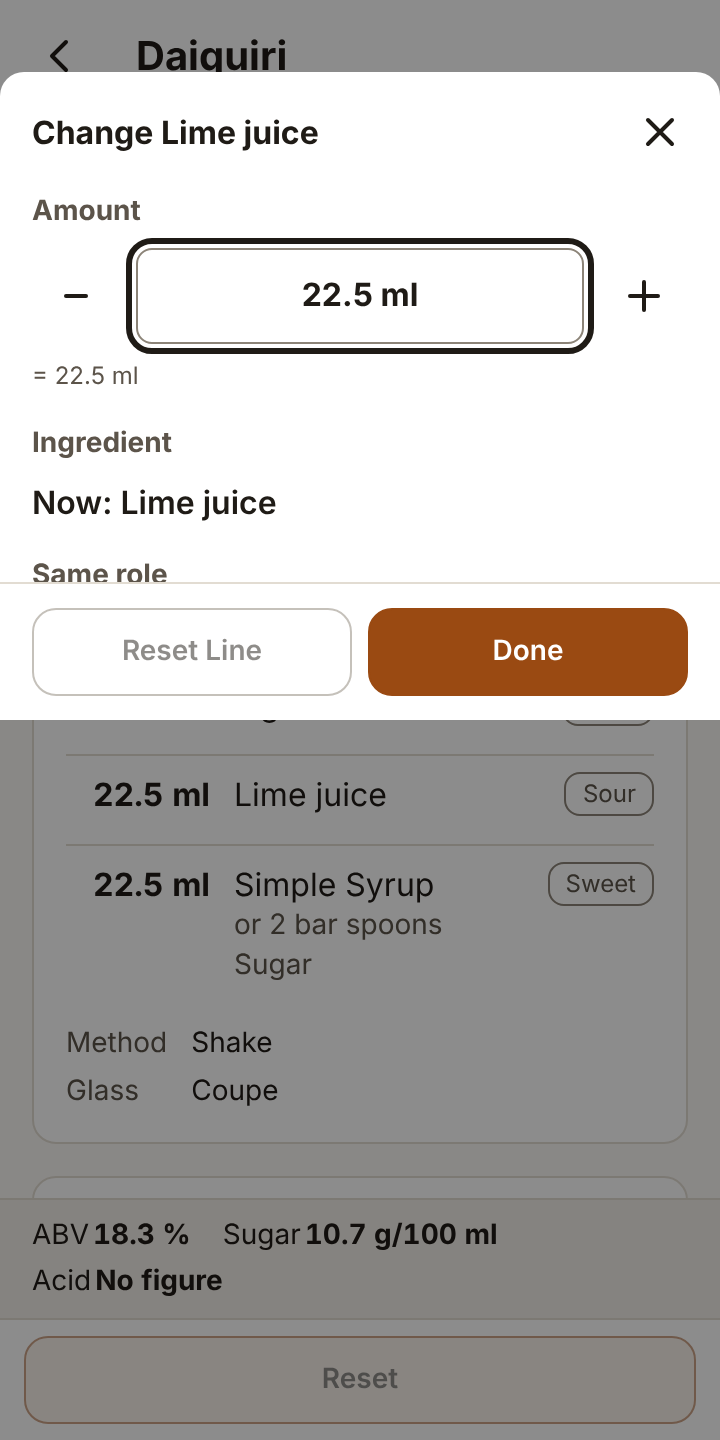 Daiquiri
Change Lime juice
Amount
22.5 ml
= 22.5 ml
Ingredient
Now: Lime juice
Same role
Reset Line
Done
22.5 ml Lime juice Sour
22.5 ml Simple Syrup Sweet
or 2 bar spoons
Sugar
Method Shake
Glass Coupe
ABV 18.3 % Sugar 10.7 g/100 ml
Acid No figure
Reset